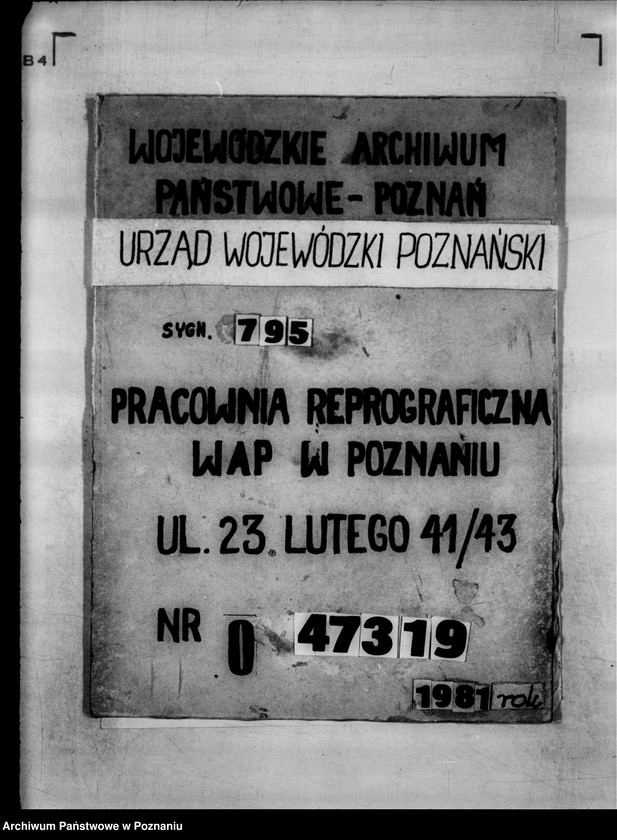 B4
WOJEWÓDZKIE ARCHIWUM
PAŃSTWOWE - POZNAŃ
URZĄD WOJEWÓDZKI POZNAŃSKI
SYGN. 795
PRACOWNIA REPROGRAFICZNA
WAP W POZNANIU
UL. 23. LUTEGO 41/43
NR 0 47319
1981 rok
Archiwum Państwowe w Poznaniu